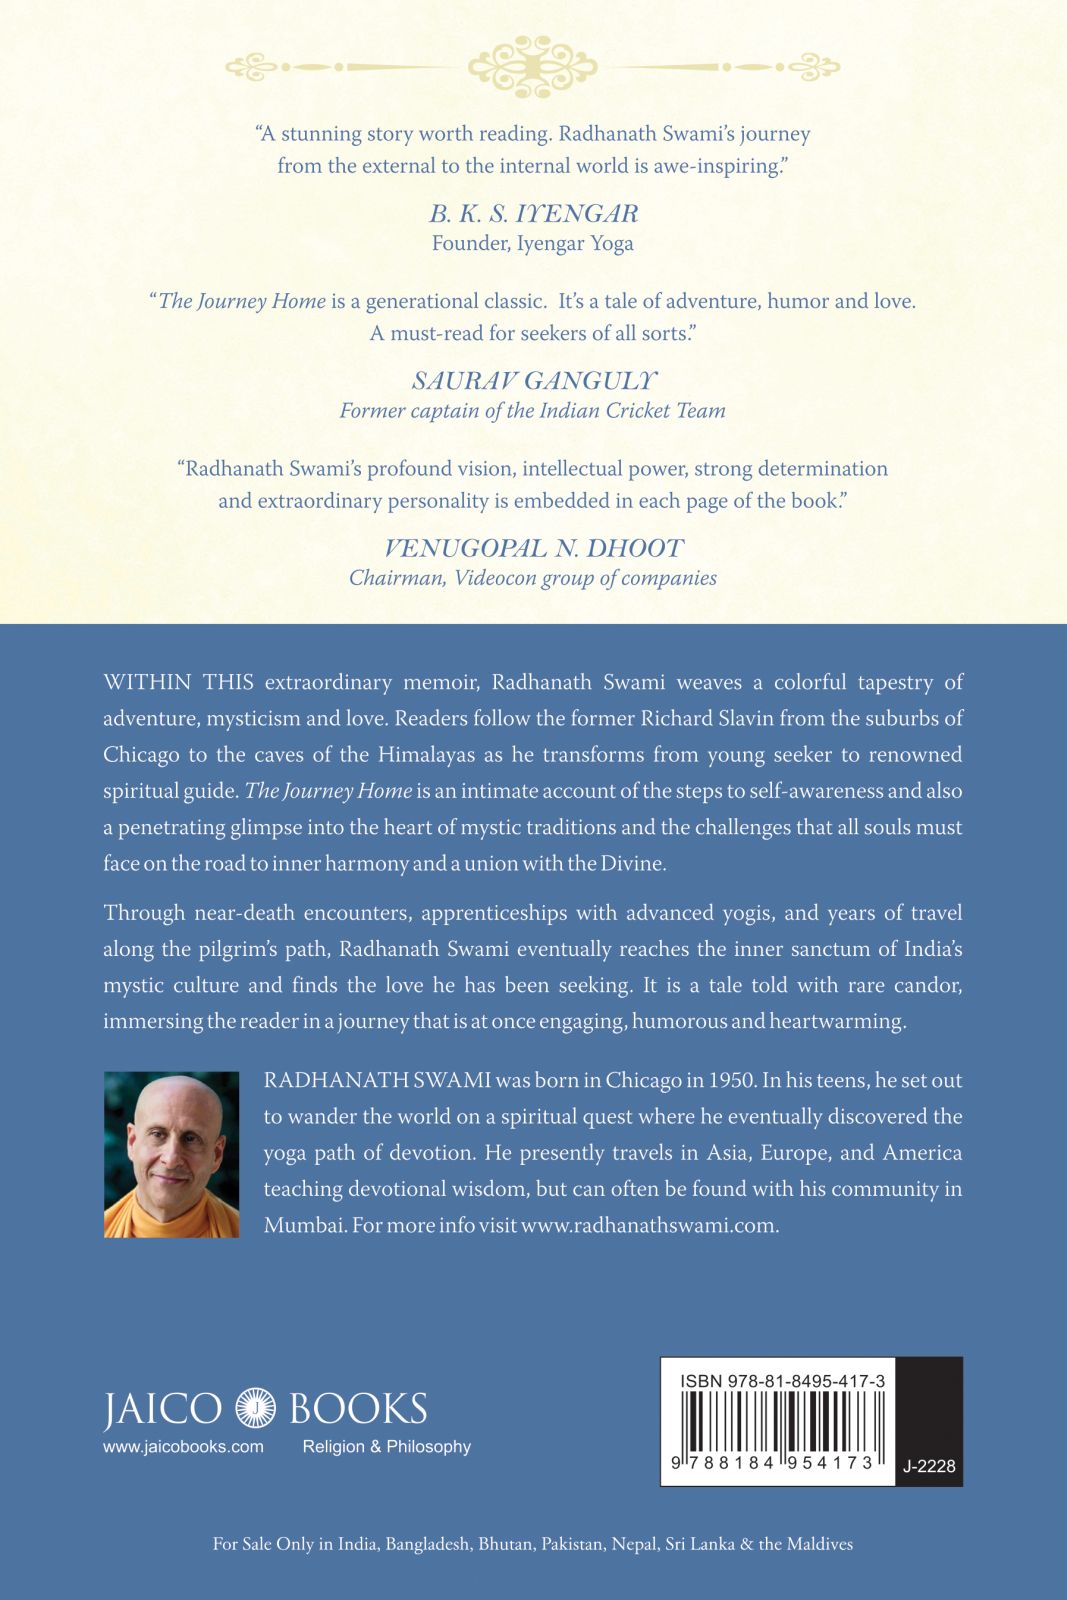 “A stunning story worth reading. Radhanath Swami’s journey
from the external to the internal world is awe-inspiring.”
B. K. S. IYENGAR
Founder, Iyengar Yoga
“The Journey Home is a generational classic.  It’s a tale of adventure, humor and love.
A must-read for seekers of all sorts.”
SAURAV GANGULY
Former captain of the Indian Cricket Team
“Radhanath Swami’s profound vision, intellectual power, strong determination
and extraordinary personality is embedded in each page of the book.”
VENUGOPAL N. DHOOT
Chairman, Videocon group of companies
WITHIN THIS extraordinary memoir, Radhanath Swami weaves a colorful tapestry of
adventure, mysticism and love. Readers follow the former Richard Slavin from the suburbs of
Chicago to the caves of the Himalayas as he transforms from young seeker to renowned
spiritual guide. The Journey Home is an intimate account of the steps to self-awareness and also
a penetrating glimpse into the heart of mystic traditions and the challenges that all souls must
face on the road to inner harmony and a union with the Divine.
Through near-death encounters, apprenticeships with advanced yogis, and years of travel
along the pilgrim’s path, Radhanath Swami eventually reaches the inner sanctum of India’s
mystic culture and finds the love he has been seeking. It is a tale told with rare candor,
immersing the reader in a journey that is at once engaging, humorous and heartwarming.
RADHANATH SWAMI was born in Chicago in 1950. In his teens, he set out
to wander the world on a spiritual quest where he eventually discovered the
yoga path of devotion. He presently travels in Asia, Europe, and America
teaching devotional wisdom, but can often be found with his community in
Mumbai. For more info visit www.radhanathswami.com.
JAICO J BOOKS
www.jaicobooks.com Religion & Philosophy
ISBN 978-81-8495-417-3
9 788184 954173
J-2228
For Sale Only in India, Bangladesh, Bhutan, Pakistan, Nepal, Sri Lanka & the Maldives